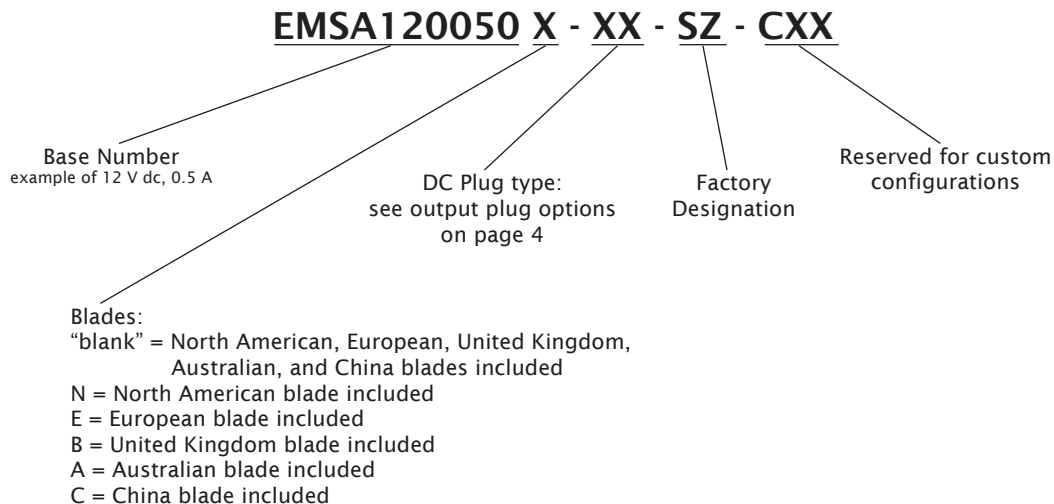 EMSA120050 X - XX - SZ - CXX
Base Number
example of 12 V dc, 0.5 A
DC Plug type:
see output plug options
on page 4
Factory
Designation
Reserved for custom
configurations
Blades:
“blank” = North American, European, United Kingdom,
Australian, and China blades included
N = North American blade included
E = European blade included
B = United Kingdom blade included
A = Australian blade included
C = China blade included